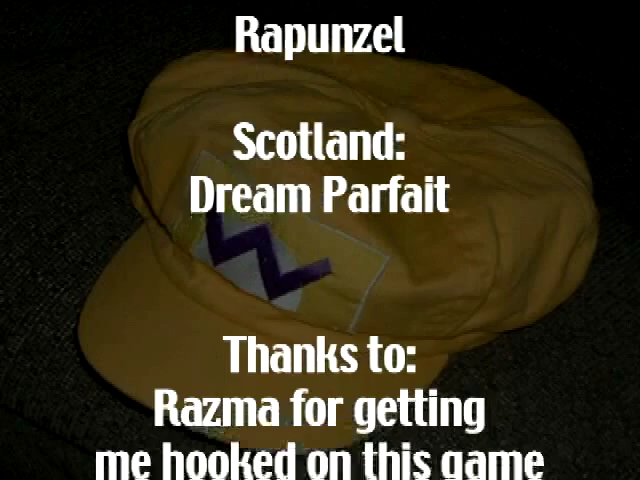 Rapunzel
Scotland:
Dream Parfait
W
Thanks to:
Razma for getting
me hooked on this game